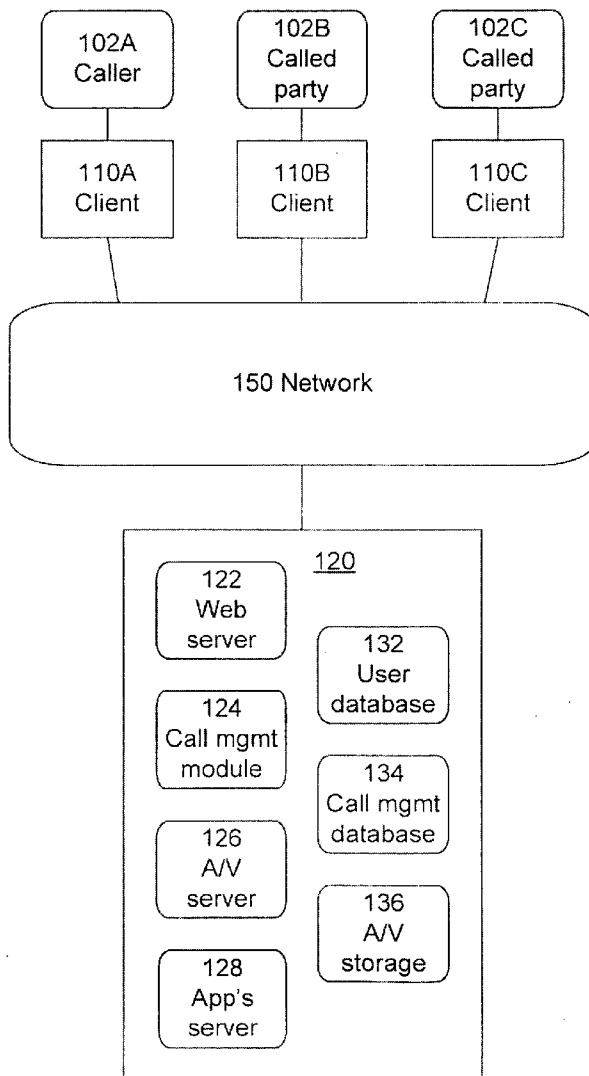 102A
Caller
102B
Called
party
102C
Called
party
110A
Client
110B
Client
110C
Client
150 Network
120
122
Web
server
124
Call mgmt
module
126
A/V
server
128
App's
server
132
User
database
134
Call mgmt
database
136
A/V
storage